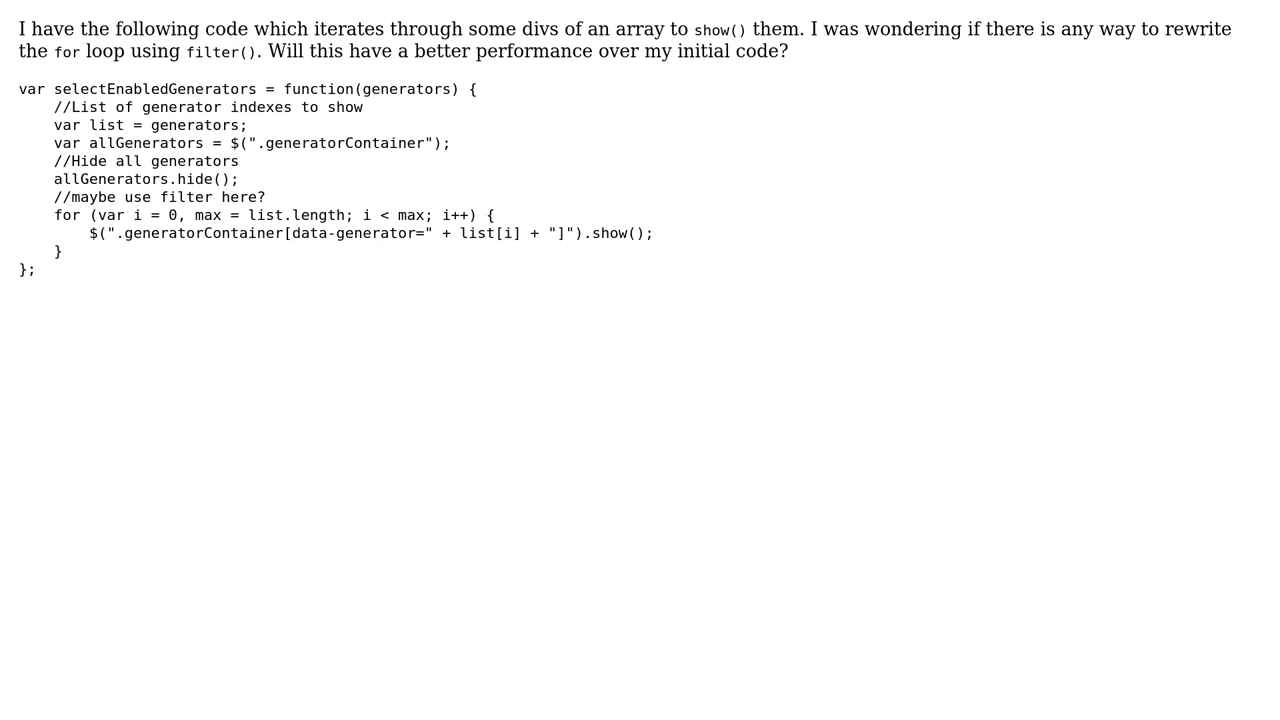 I have the following code which iterates through some divs of an array to show() them. I was wondering if there is any way to rewrite
the for loop using filter(). Will this have a better performance over my initial code?
var selectEnabledGenerators = function(generators) {
    //List of generator indexes to show
    var list = generators;
    var allGenerators = $(".generatorContainer");
    //Hide all generators
    allGenerators.hide();
    //maybe use filter here?
    for (var i = 0, max = list.length; i < max; i++) {
        $(".generatorContainer[data-generator=" + list[i] + "]").show();
    }
};